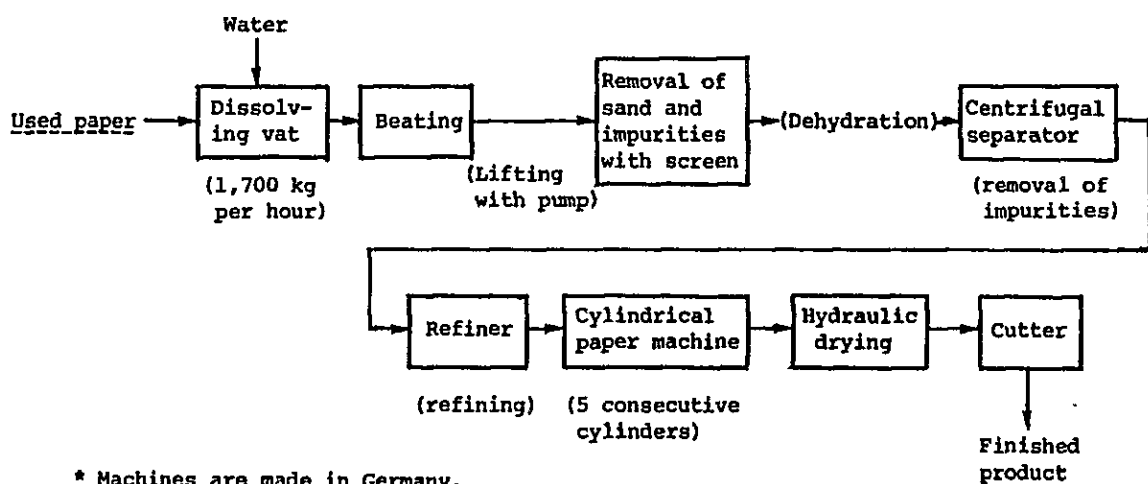 Water
Used paper
Dissolv-
ing vat
(1,700 kg
per hour)
Beating
(Lifting
with pump)
Removal of
sand and
impurities
with screen
(Dehydration)
Centrifugal
separator
(removal of
impurities)
Refiner
(refining)
Cylindrical
paper machine
(5 consecutive
cylinders)
Hydraulic
drying
Cutter
Finished
product
* Machines are made in Germany.